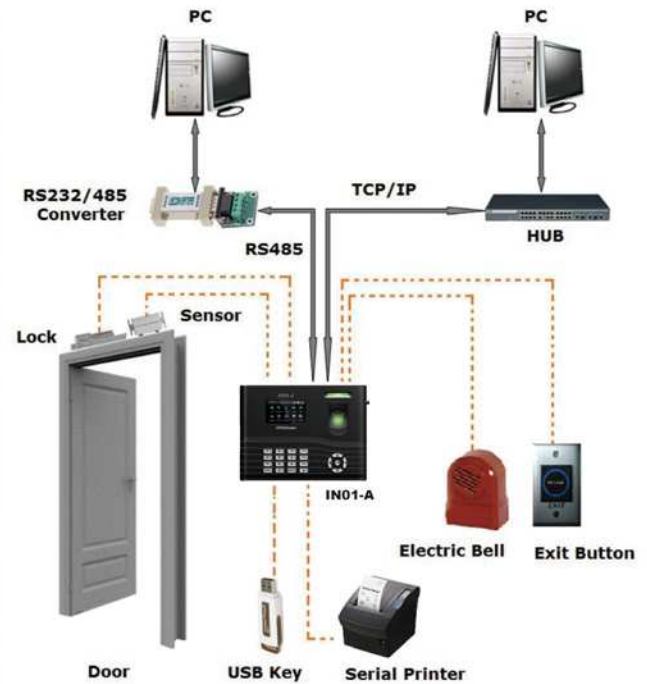 PC
PC
RS232/485
Converter
TCP/IP
HUB
RS485
Sensor
Lock
IN01-A
EXIT
Electric Bell
Exit Button
Door
USB Key
Serial Printer